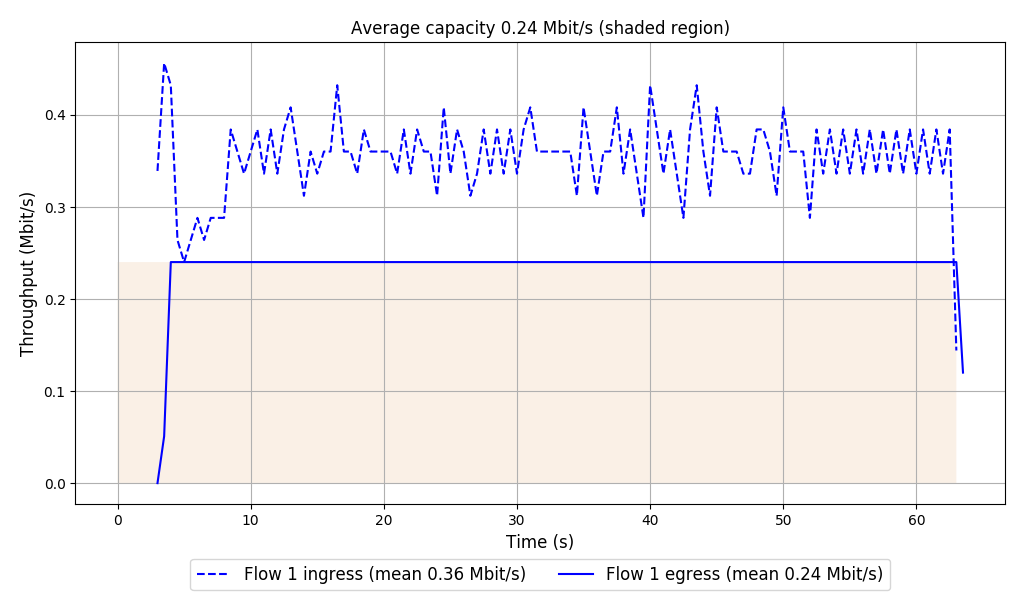 Average capacity 0.24 Mbit/s (shaded region)
Throughput (Mbit/s)
0.4
0.3
0.2
0.1
0.0
0 10 20 30 40 50 60
Time (s)
Flow 1 ingress (mean 0.36 Mbit/s) Flow 1 egress (mean 0.24 Mbit/s)